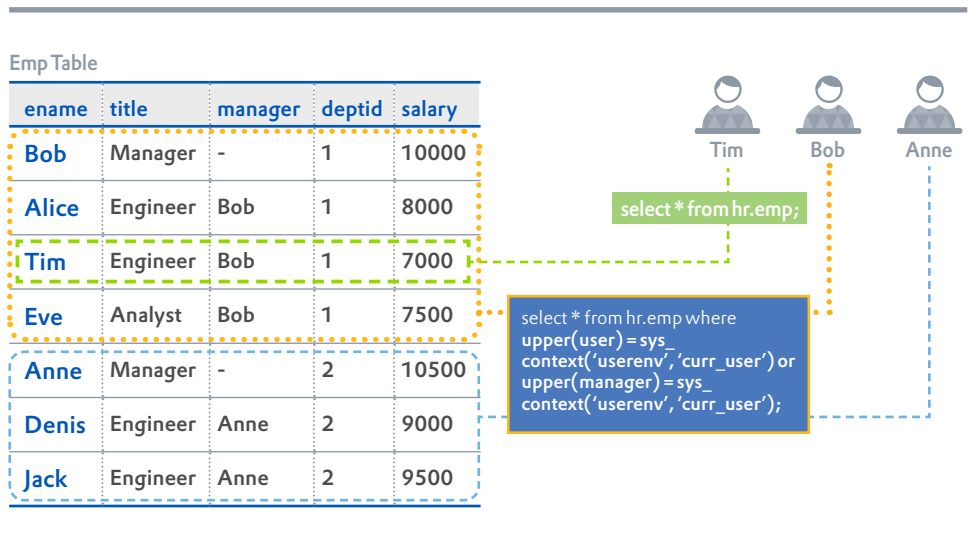 Emp Table
ename title manager deptid salary
Bob Manager - 1 10000
Alice Engineer Bob 1 8000
Tim Engineer Bob 1 7000
Eve Analyst Bob 1 7500
Anne Manager - 2 10500
Denis Engineer Anne 2 9000
Jack Engineer Anne 2 9500
Tim Bob Anne
select * from hr.emp;
select * from hr.emp where
upper(user) = sys_
context(‘userenv’, ‘curr_user’) or
upper(manager) = sys_
context(‘userenv’, ‘curr_user’);